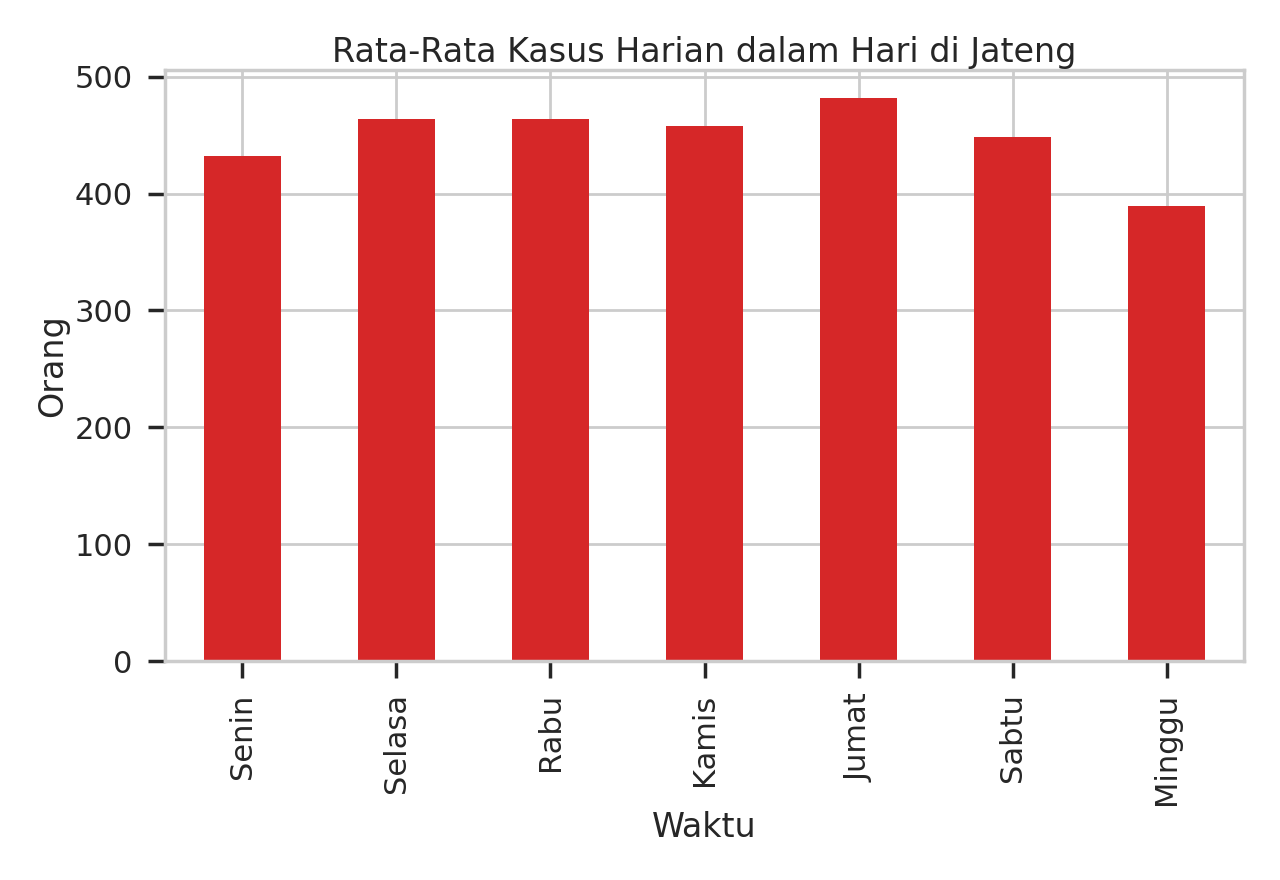 Rata-Rata Kasus Harian dalam Hari di Jateng
500
400
300
200
100
0
Orang
Senin
Selasa
Rabu
Kamis
Jumat
Sabtu
Minggu
Waktu